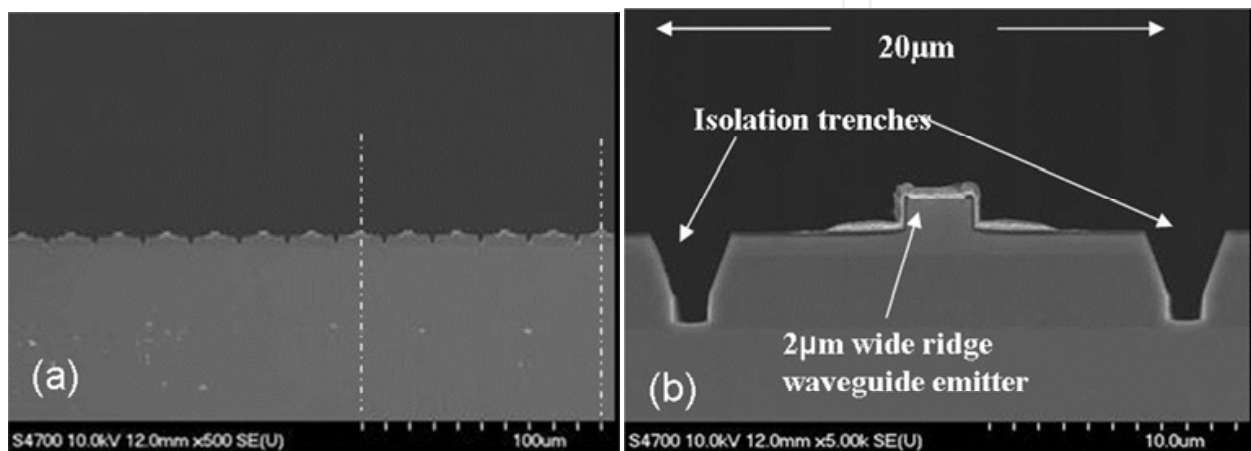 (a)
S4700 10.0kV 12.0mm x500 SE(U) 100um
20μm
Isolation trenches
2μm wide ridge
waveguide emitter
(b)
S4700 10.0kV 12.0mm x5.00k SE(U) 10.0um